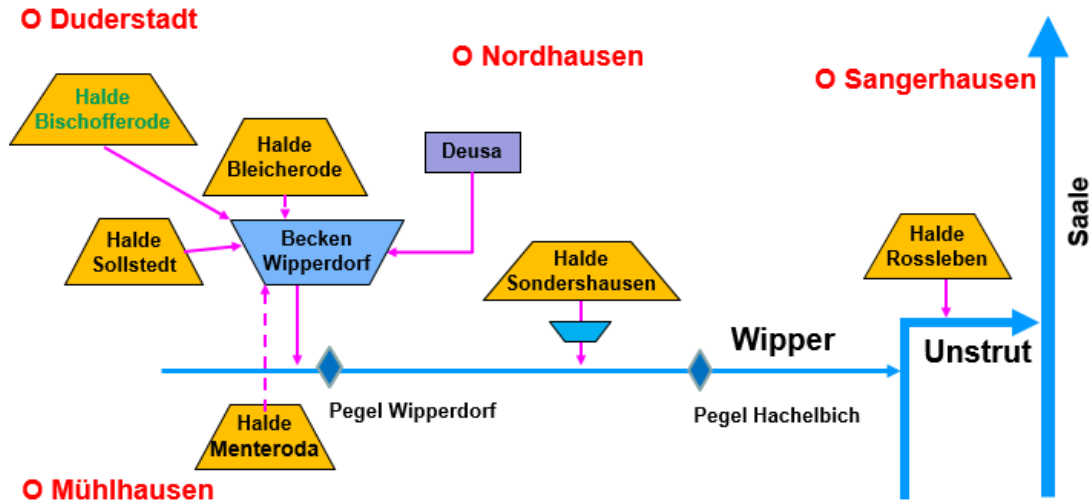 O Duderstadt
O Nordhausen
O Sangerhausen
Halde
Bischofferode
Halde
Bleicherode
Deusa
Halde
Sollstedt
Becken
Wipperdorf
Halde
Sondershausen
Halde
Rossleben
Saale
Wipper
Unstrut
Pegel Wipperdorf
Pegel Hachelbich
Halde
Menteroda
O Mühlhausen